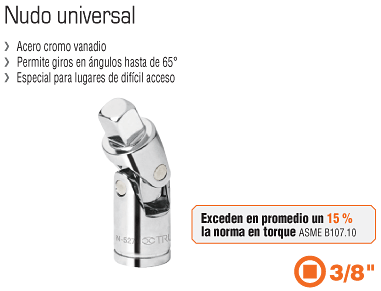 Nudo universal
Acero cromo vanadio
Permite giros en ángulos hasta de 65°
Especial para lugares de difícil acceso
Exceden en promedio un 15 %
la norma en torque ASME B107.10
3/8"